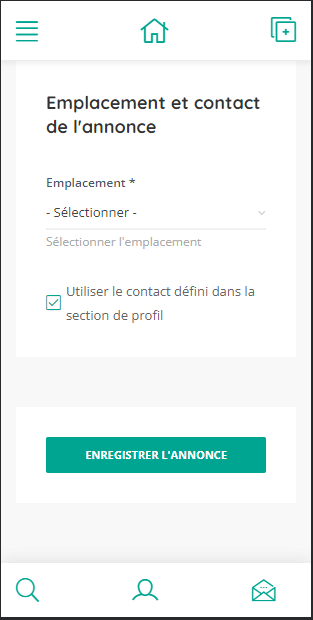 Emplacement et contact
de l'annonce
Emplacement *
- Sélectionner -
Sélectionner l'emplacement
Utiliser le contact défini dans la
section de profil
ENREGISTRER L'ANNONCE